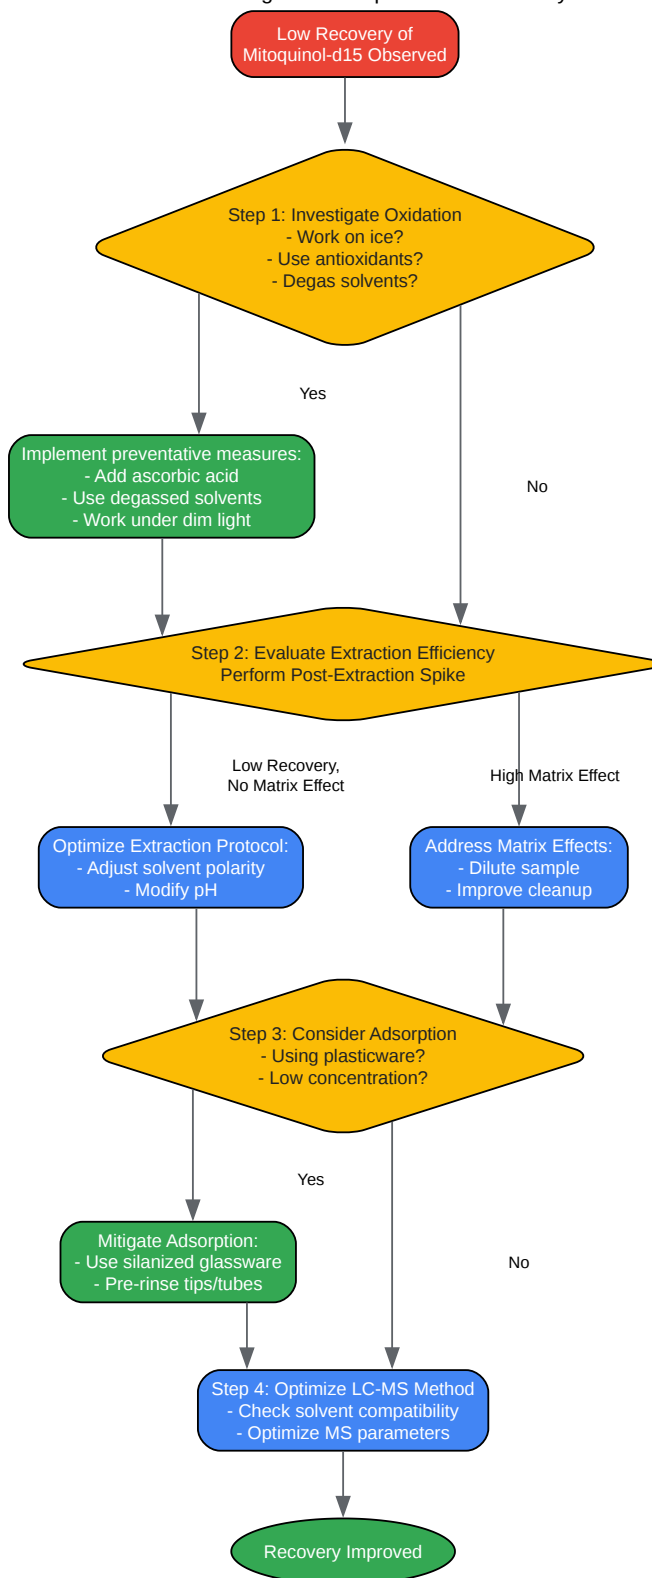 Low Recovery of
Mitoquinol-d15 Observed
Step 1: Investigate Oxidation
- Work on ice?
- Use antioxidants?
- Degas solvents?
Yes
No
Implement preventative measures:
- Add ascorbic acid
- Use degassed solvents
- Work under dim light
Step 2: Evaluate Extraction Efficiency
Perform Post-Extraction Spike
Low Recovery,
No Matrix Effect
High Matrix Effect
Optimize Extraction Protocol:
- Adjust solvent polarity
- Modify pH
Address Matrix Effects:
- Dilute sample
- Improve cleanup
Step 3: Consider Adsorption
- Using plasticware?
- Low concentration?
Yes
No
Mitigate Adsorption:
- Use silanized glassware
- Pre-rinse tips/tubes
Step 4: Optimize LC-MS Method
- Check solvent compatibility
- Optimize MS parameters
Recovery Improved